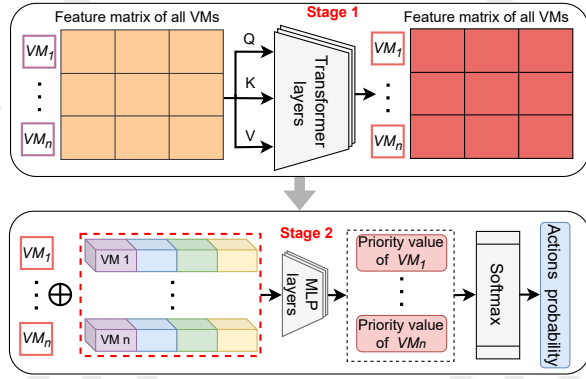 Feature matrix of all VMs
Stage 1
Feature matrix of all VMs
VM1
VMn
Q
K
V
Transformer layers
VM1
VMn
Stage 2
VM1
VMn
VM 1
VM n
MLP layers
Priority value
of VM1
Priority value
of VMn
Softmax
Actions probability